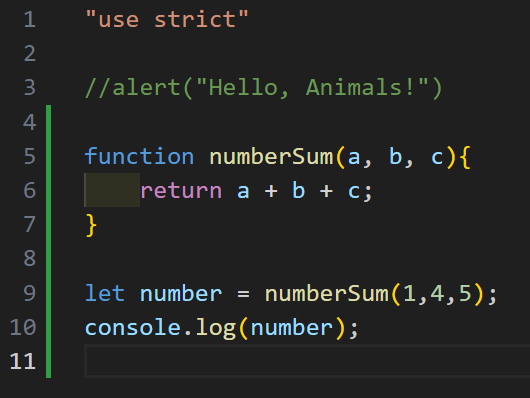 1 "use strict"
2
3 //alert("Hello, Animals!")
4
5 function numberSum(a, b, c){
6     return a + b + c;
7 }
8
9 let number = numberSum(1,4,5);
10 console.log(number);
11